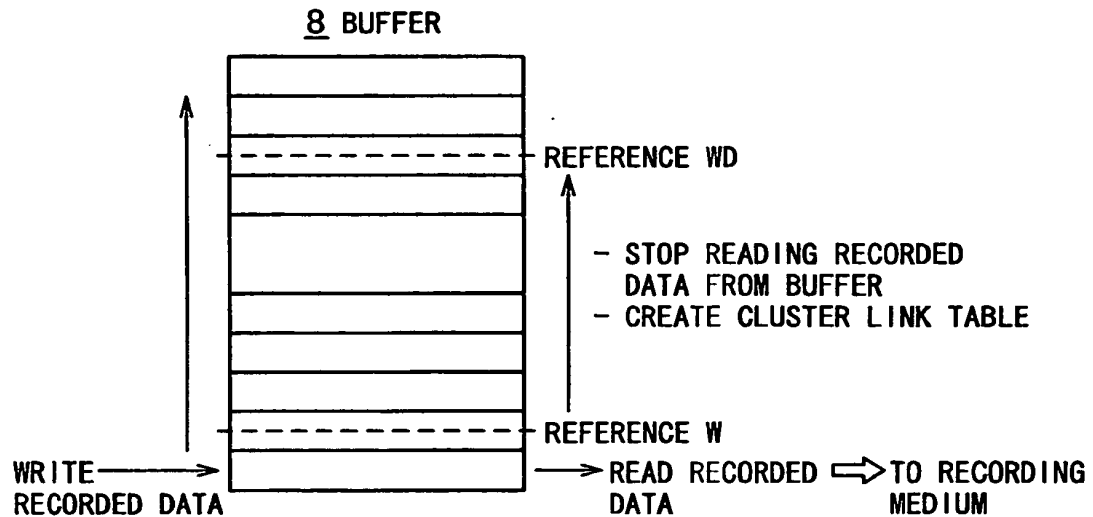 8 BUFFER
REFERENCE WD
- STOP READING RECORDED
DATA FROM BUFFER
- CREATE CLUSTER LINK TABLE
REFERENCE W
WRITE
RECORDED DATA
READ RECORDED
DATA
TO RECORDING
MEDIUM